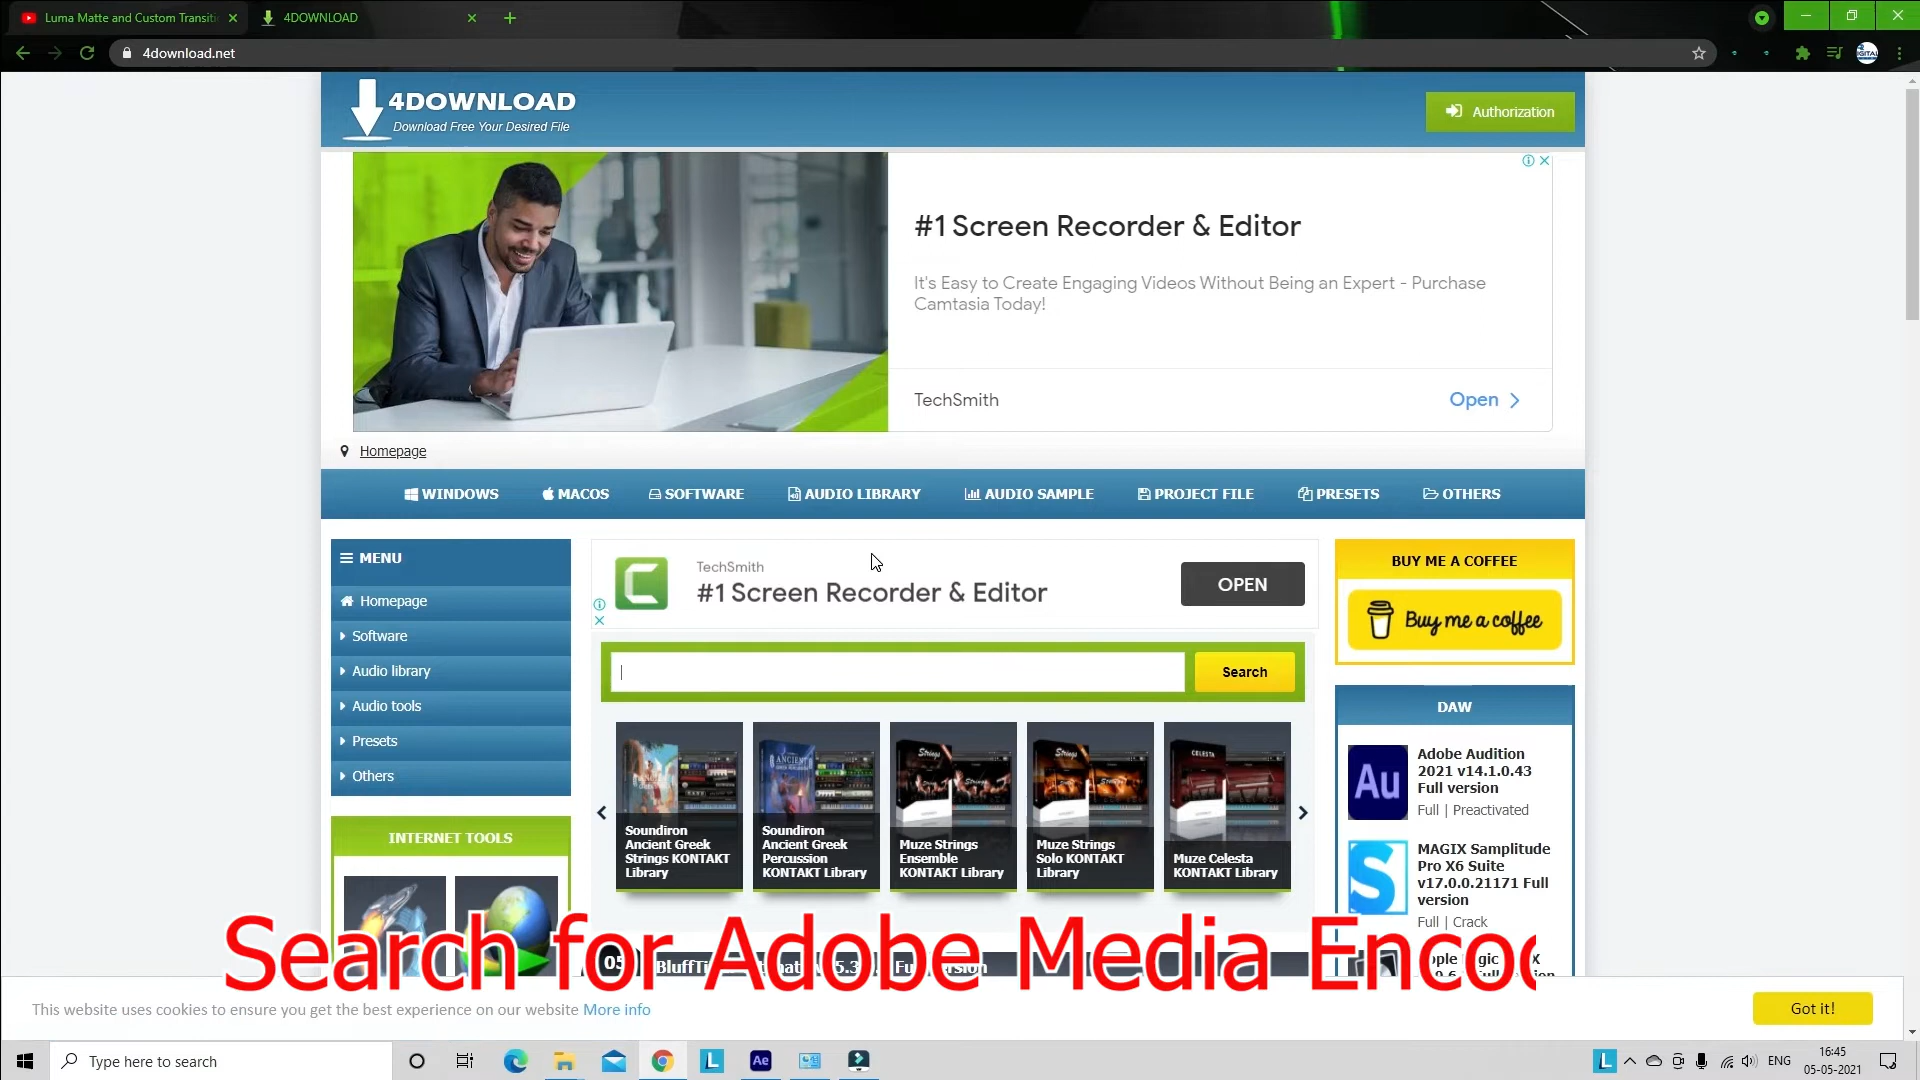 Luma Matte and Custom Transiti
4DOWNLOAD
4download.net
4DOWNLOAD
Download Free Your Desired File
Authorization
#1 Screen Recorder & Editor
It's Easy to Create Engaging Videos Without Being an Expert - Purchase
Camtasia Today!
TechSmith
Open
Homepage
WINDOWS
MACOS
SOFTWARE
AUDIO LIBRARY
AUDIO SAMPLE
PROJECT FILE
PRESETS
OTHERS
MENU
Homepage
Software
Audio library
Audio tools
Presets
Others
INTERNET TOOLS
TechSmith
#1 Screen Recorder & Editor
OPEN
Search
Soundiron
Ancient Greek
Strings KONTAKT
Library
Soundiron
Ancient Greek
Percussion
KONTAKT Library
Muze Strings
Ensemble
KONTAKT Library
Muze Strings
Solo KONTAKT
Library
Muze Celesta
KONTAKT Library
BUY ME A COFFEE
Buy me a coffee
DAW
Adobe Audition
2021 v14.1.0.43
Full version
Full | Preactivated
MAGIX Samplitude
Pro X6 Suite
v17.0.0.21171 Full
version
Full | Crack
Search for Adobe Media Encod
This website uses cookies to ensure you get the best experience on our website More info
Got it!
Type here to search
Ae
ENG
16:45
05-05-2021